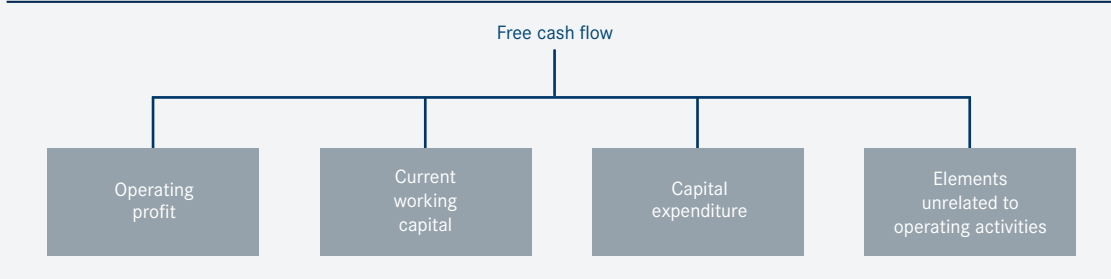 Free cash flow
Operating
profit
Current
working
capital
Capital
expenditure
Elements
unrelated to
operating activities